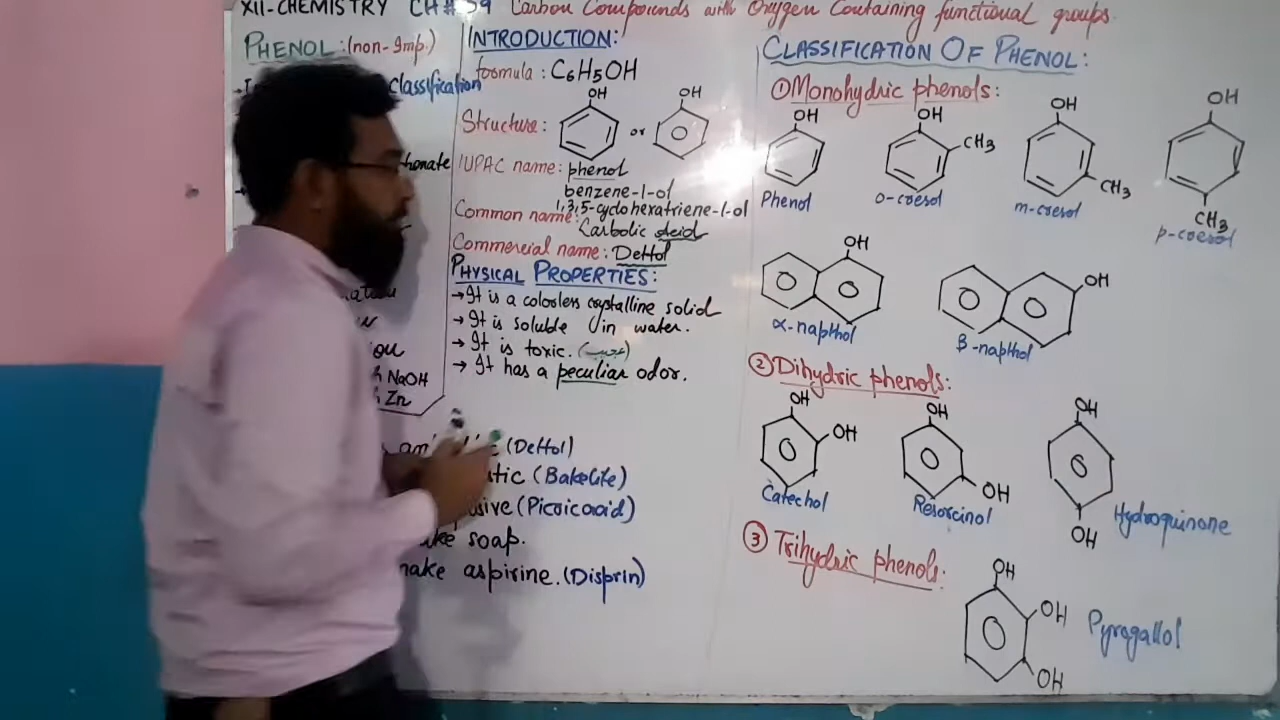 XII-CHEMISTRY CH# Carbon Compounds with Oxygen Containing functional groups.
PHENOL: (non-Imp.)
Classification
NaOH
Zn
(Dettol)
(Bakelite)
(Picric acid)
soap.
make aspirine. (Disprin)
INTRODUCTION:
formula: C6H5OH
OH
OH
Structure: or
IUPAC name: phenol
benzene-1-ol
1,3,5-cyclohexatriene-1-ol
Common name: Carbolic acid
Commercial name: Dettol
PHYSICAL PROPERTIES:
→ It is a colorless crystalline solid
→ It is soluble in water.
→ It is toxic.
→ It has a peculiar odor.
CLASSIFICATION OF PHENOL:
① Monohydric phenols:
OH
OH
CH3
OH
CH3
OH
CH3
Phenol
o-cresol
m-cresol
p-cresol
OH
OH
α-napthol
β-napthol
② Dihydric phenols:
OH
OH
OH
OH
OH
OH
Catechol
Resorcinol
Hydroquinone
③ Trihydric phenols:
OH
OH
OH
Pyrogallol